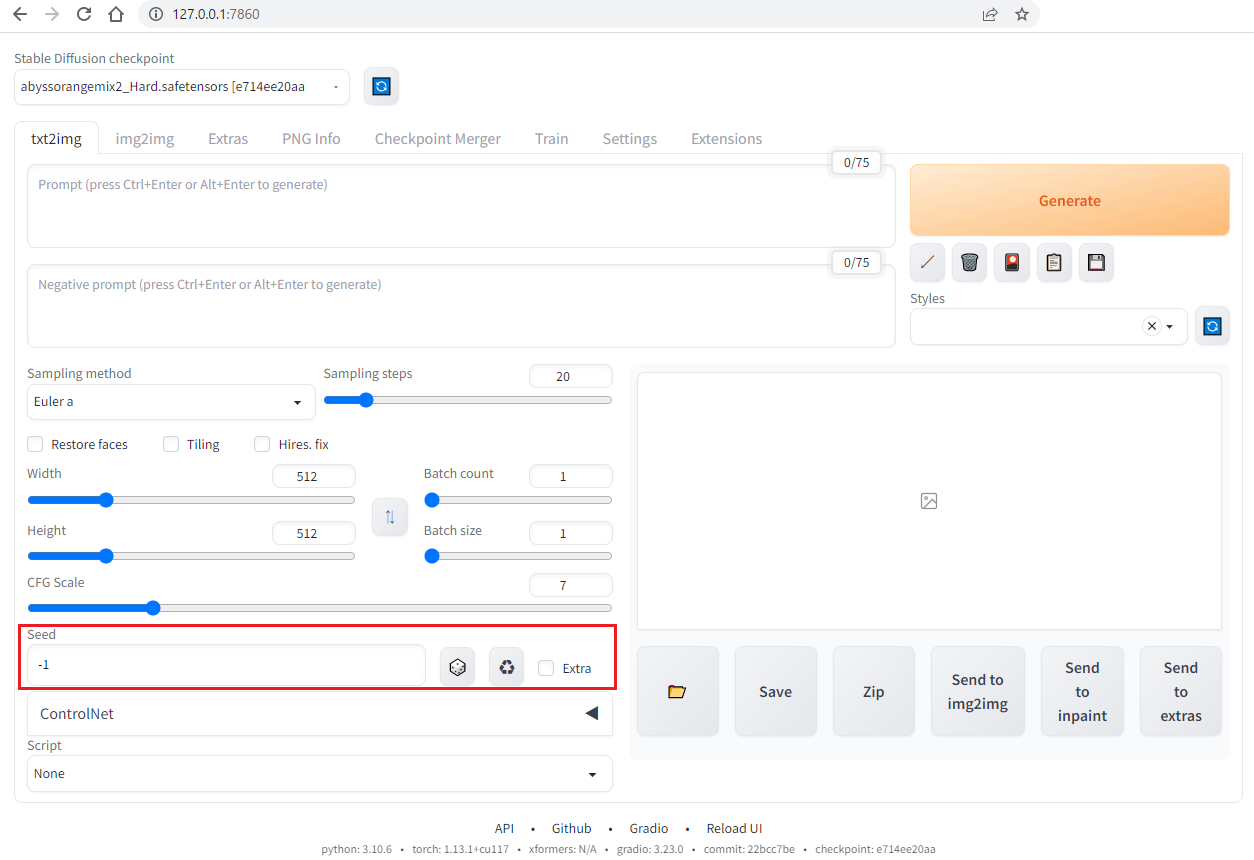 127.0.0.1:7860
Stable Diffusion checkpoint
abyssorangemix2_Hard.safetensors [e714ee20aa
txt2img img2img Extras PNG Info Checkpoint Merger Train Settings Extensions
0/75
Prompt (press Ctrl+Enter or Alt+Enter to generate)
Generate
0/75
Negative prompt (press Ctrl+Enter or Alt+Enter to generate)
Styles
Sampling method
Euler a
Sampling steps
20
Restore faces Tiling Hires. fix
Width
512
Batch count
1
Height
512
Batch size
1
CFG Scale
7
Seed
-1
Extra
ControlNet
Script
None
Save
Zip
Send to
img2img
Send
to
inpaint
Send
to
extras
API • Github • Gradio • Reload UI
python: 3.10.6 • torch: 1.13.1+cu117 • xformers: N/A • gradio: 3.23.0 • commit: 22bcc7be • checkpoint: e714ee20aa